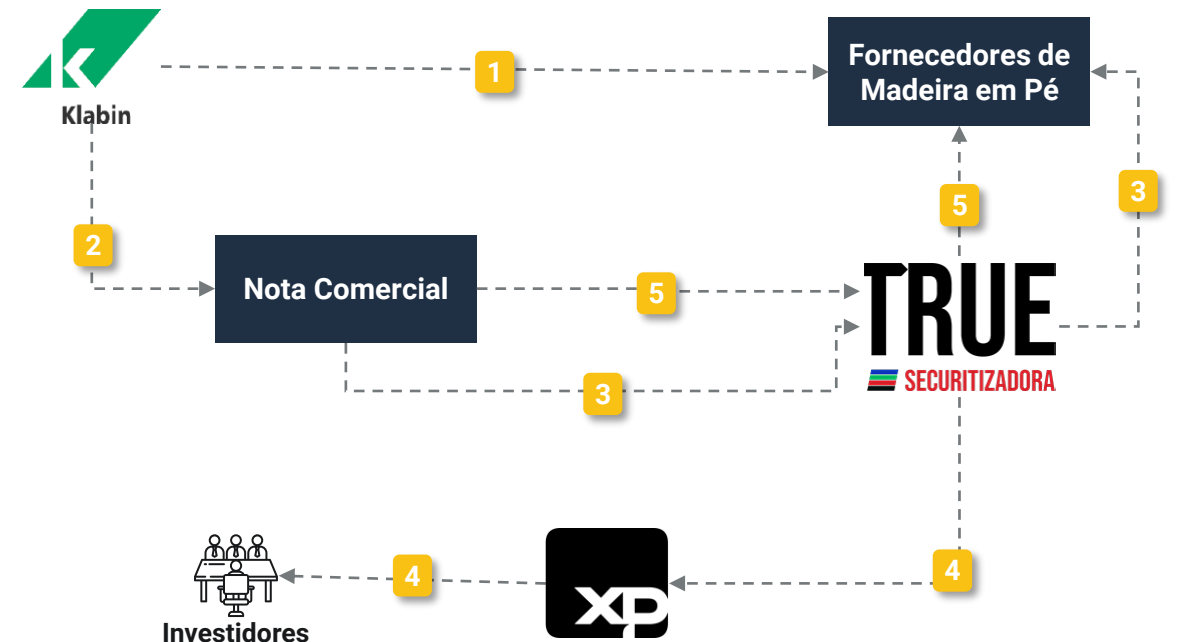 Klabin
1
Fornecedores de
Madeira em Pé
3
5
2
Nota Comercial
5
TRUE
SECURITIZADORA
3
4
4
xp
Investidores